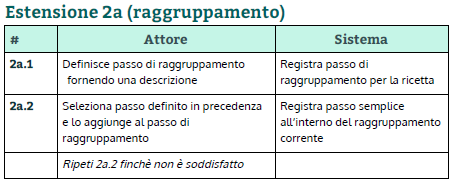 Estensione 2a (raggruppamento)
# Attore Sistema
2a.1 Definisce passo di raggruppamento Registra passo di
fornendo una descrizione raggruppamento per la ricetta
2a.2 Seleziona passo definito in precedenza Registra passo semplice
e lo aggiunge al passo di all'interno del raggruppamento
raggruppamento corrente
Ripeti 2a.2 finchè non è soddisfatto